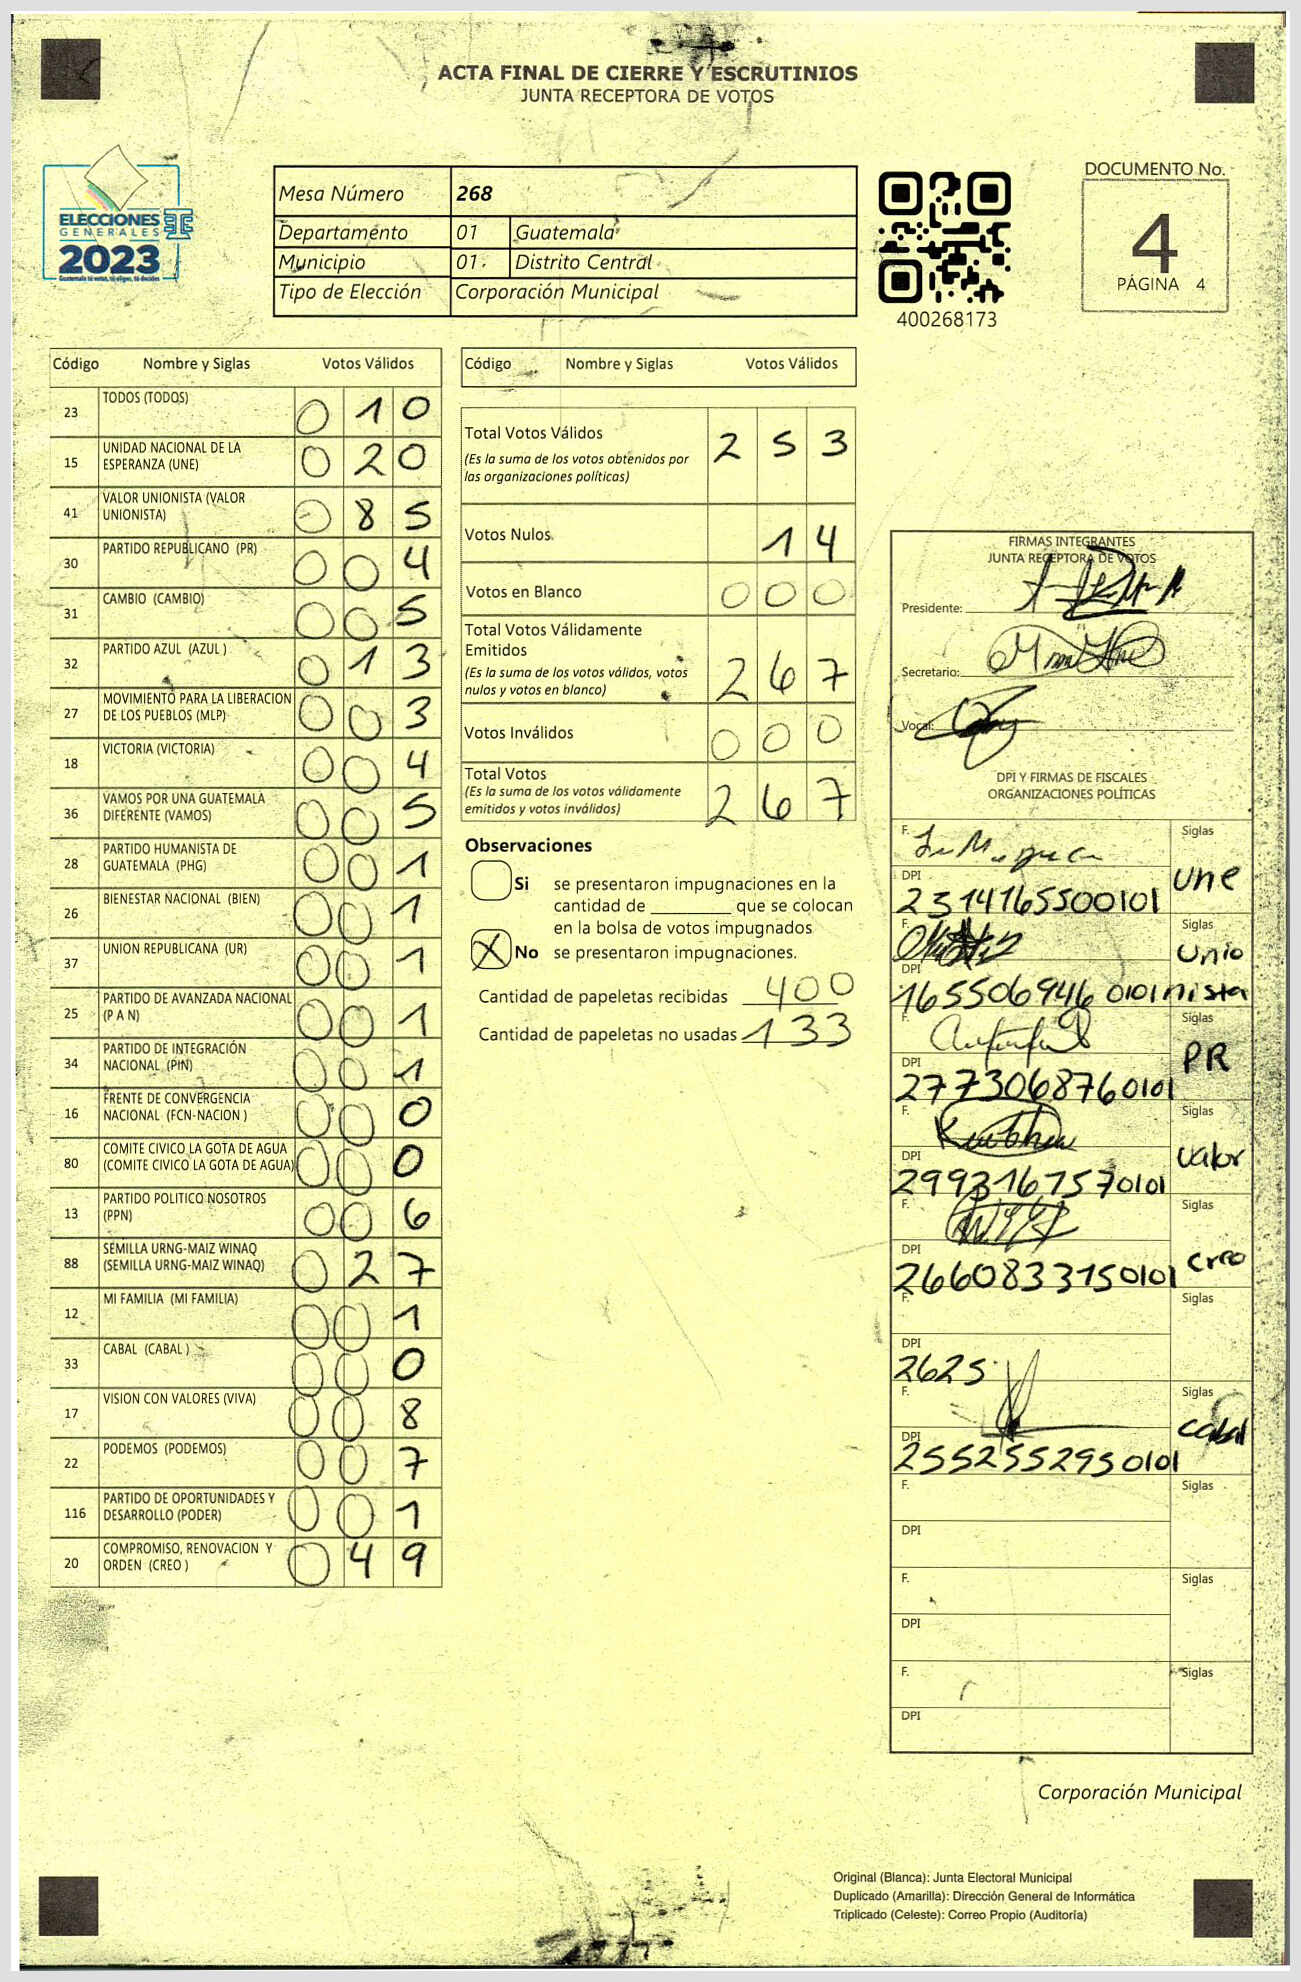 ACTA FINAL DE CIERRE Y ESCRUTINIOS
JUNTA RECEPTORA DE VOTOS
ELECCIONES
GENERALES
2023
Guatemala tú votas, tú eliges, tú decides
Mesa Número 268
Departamento 01 Guatemala
Municipio 01 Distrito Central
Tipo de Elección Corporación Municipal
400268173
DOCUMENTO No.
4
PÁGINA 4
Código Nombre y Siglas Votos Válidos
23 TODOS (TODOS) 0 1 0
15 UNIDAD NACIONAL DE LA ESPERANZA (UNE) 0 2 0
41 VALOR UNIONISTA (VALOR UNIONISTA) 0 8 5
30 PARTIDO REPUBLICANO (PR) 0 0 4
31 CAMBIO (CAMBIO) 0 0 5
32 PARTIDO AZUL (AZUL ) 0 1 3
27 MOVIMIENTO PARA LA LIBERACION DE LOS PUEBLOS (MLP) 0 0 3
18 VICTORIA (VICTORIA) 0 0 4
36 VAMOS POR UNA GUATEMALA DIFERENTE (VAMOS) 0 0 5
28 PARTIDO HUMANISTA DE GUATEMALA (PHG) 0 0 1
26 BIENESTAR NACIONAL (BIEN) 0 0 1
37 UNION REPUBLICANA (UR) 0 0 1
25 PARTIDO DE AVANZADA NACIONAL (P A N) 0 0 1
34 PARTIDO DE INTEGRACIÓN NACIONAL (PIN) 0 0 1
16 FRENTE DE CONVERGENCIA NACIONAL (FCN-NACION ) 0 0 0
80 COMITE CIVICO LA GOTA DE AGUA (COMITE CIVICO LA GOTA DE AGUA) 0 0 0
13 PARTIDO POLITICO NOSOTROS (PPN) 0 0 6
88 SEMILLA URNG-MAIZ WINAQ (SEMILLA URNG-MAIZ WINAQ) 0 2 7
12 MI FAMILIA (MI FAMILIA) 0 0 1
33 CABAL (CABAL ) 0 0 0
17 VISION CON VALORES (VIVA) 0 0 8
22 PODEMOS (PODEMOS) 0 0 7
116 PARTIDO DE OPORTUNIDADES Y DESARROLLO (PODER) 0 0 1
20 COMPROMISO, RENOVACION Y ORDEN (CREO ) 0 4 9
Código Nombre y Siglas Votos Válidos
Total Votos Válidos 2 5 3
(Es la suma de los votos obtenidos por
las organizaciones políticas)
Votos Nulos 1 4
Votos en Blanco 0 0 0
Total Votos Válidamente
Emitidos 2 6 7
(Es la suma de los votos válidos, votos
nulos y votos en blanco)
Votos Inválidos 0 0 0
Total Votos 2 6 7
(Es la suma de los votos válidamente
emitidos y votos inválidos)
Observaciones
Si se presentaron impugnaciones en la
cantidad de ________ que se colocan
en la bolsa de votos impugnados
X No se presentaron impugnaciones.
Cantidad de papeletas recibidas 400
Cantidad de papeletas no usadas 133
FIRMAS INTEGRANTES
JUNTA RECEPTORA DE VOTOS
Presidente:
Secretario:
Vocal:
DPI Y FIRMAS DE FISCALES
ORGANIZACIONES POLÍTICAS
F. Siglas
DPI une
2314165500101
F. Siglas
DPI Unio
165506946 0101 nista
F. Siglas
DPI PR
2773068760101
F. Siglas
DPI valor
2993167570101
F. Siglas
DPI creo
2660833150101
F. Siglas
DPI
2625
F. Siglas
DPI cabal
2552552950101
F. Siglas
DPI
F. Siglas
DPI
F. Siglas
DPI
Corporación Municipal
Original (Blanca): Junta Electoral Municipal
Duplicado (Amarilla): Dirección General de Informática
Triplicado (Celeste): Correo Propio (Auditoría)